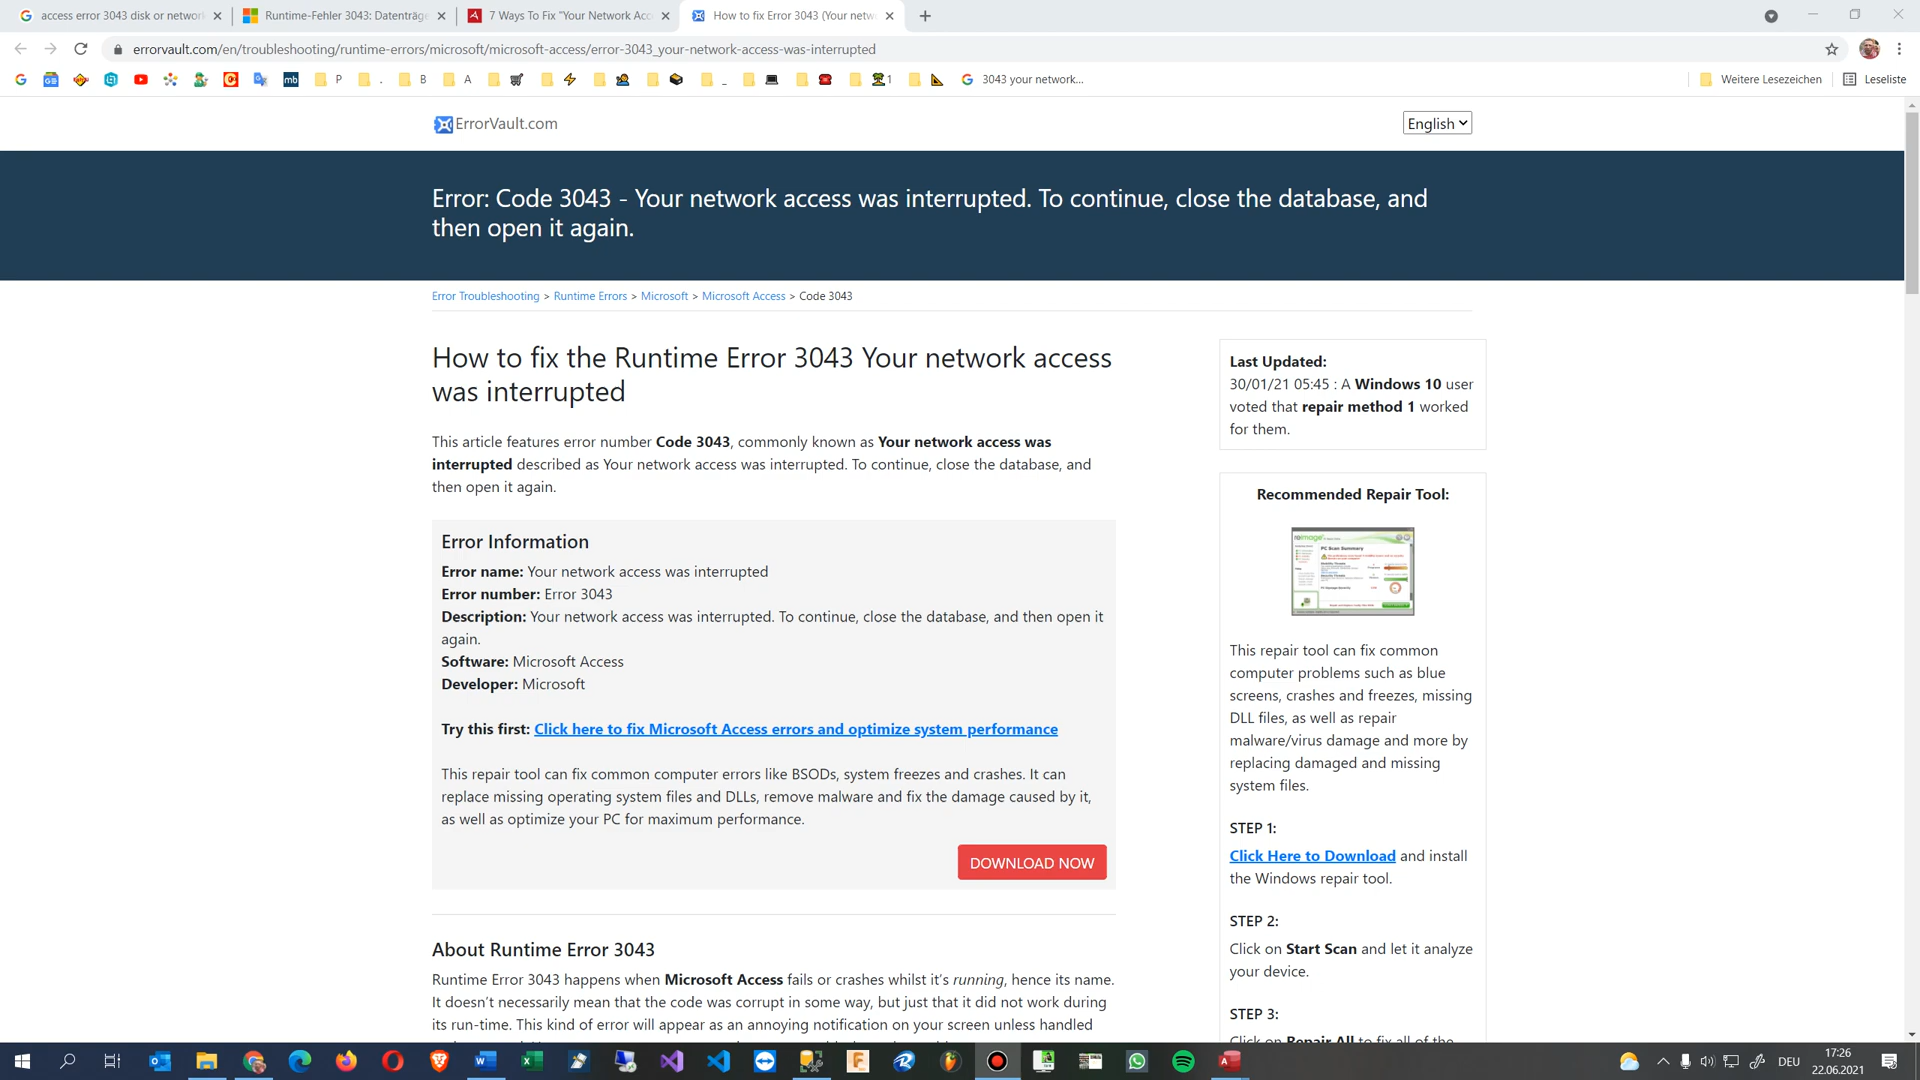 access error 3043 disk or network
Runtime-Fehler 3043: Datenträge
7 Ways To Fix "Your Network Acc
How to fix Error 3043 (Your netw
errorvault.com/en/troubleshooting/runtime-errors/microsoft/microsoft-access/error-3043_your-network-access-was-interrupted
mb P . B A _ 1 3043 your network... Weitere Lesezeichen Leseliste
ErrorVault.com
English
Error: Code 3043 - Your network access was interrupted. To continue, close the database, and
then open it again.
Error Troubleshooting > Runtime Errors > Microsoft > Microsoft Access > Code 3043
How to fix the Runtime Error 3043 Your network access
was interrupted
This article features error number Code 3043, commonly known as Your network access was
interrupted described as Your network access was interrupted. To continue, close the database, and
then open it again.
Error Information
Error name: Your network access was interrupted
Error number: Error 3043
Description: Your network access was interrupted. To continue, close the database, and then open it
again.
Software: Microsoft Access
Developer: Microsoft
Try this first: Click here to fix Microsoft Access errors and optimize system performance
This repair tool can fix common computer errors like BSODs, system freezes and crashes. It can
replace missing operating system files and DLLs, remove malware and fix the damage caused by it,
as well as optimize your PC for maximum performance.
DOWNLOAD NOW
About Runtime Error 3043
Runtime Error 3043 happens when Microsoft Access fails or crashes whilst it's running, hence its name.
It doesn't necessarily mean that the code was corrupt in some way, but just that it did not work during
its run-time. This kind of error will appear as an annoying notification on your screen unless handled
Last Updated:
30/01/21 05:45 : A Windows 10 user
voted that repair method 1 worked
for them.
Recommended Repair Tool:
reimage
PC Scan Summary
This repair tool can fix common
computer problems such as blue
screens, crashes and freezes, missing
DLL files, as well as repair
malware/virus damage and more by
replacing damaged and missing
system files.
STEP 1:
Click Here to Download and install
the Windows repair tool.
STEP 2:
Click on Start Scan and let it analyze
your device.
STEP 3:
Click on Repair All to fix all of the
DEU
17:26
22.06.2021